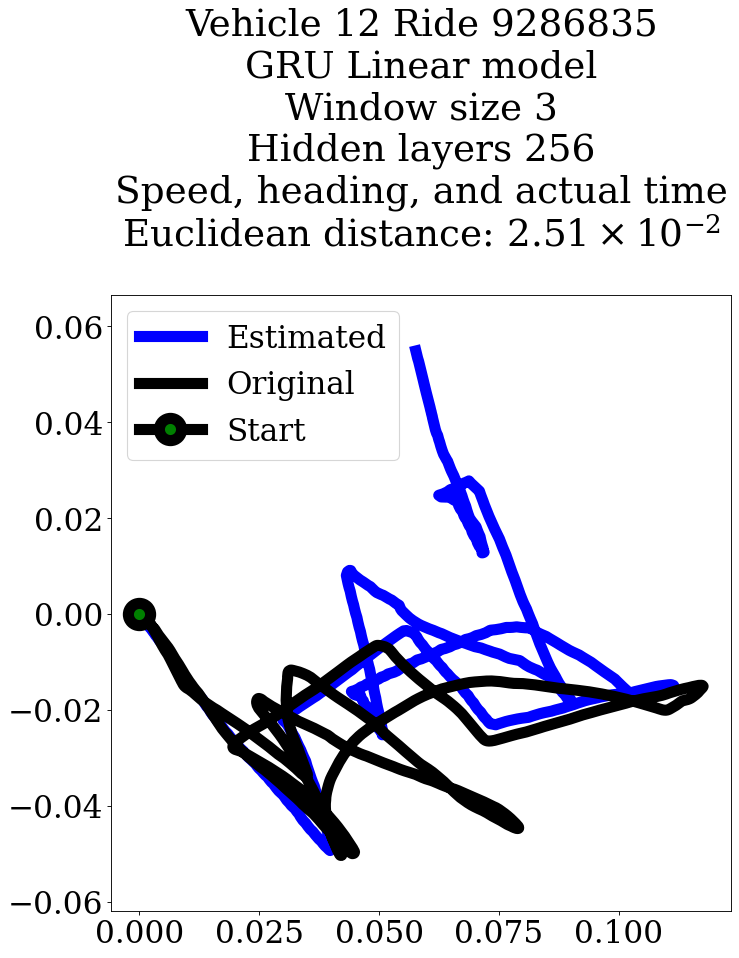 Vehicle 12 Ride 9286835
GRU Linear model
Window size 3
Hidden layers 256
Speed, heading, and actual time
Euclidean distance: 2.51 × 10⁻²
Estimated
Original
Start
0.06
0.04
0.02
0.00
−0.02
−0.04
−0.06
0.000 0.025 0.050 0.075 0.100